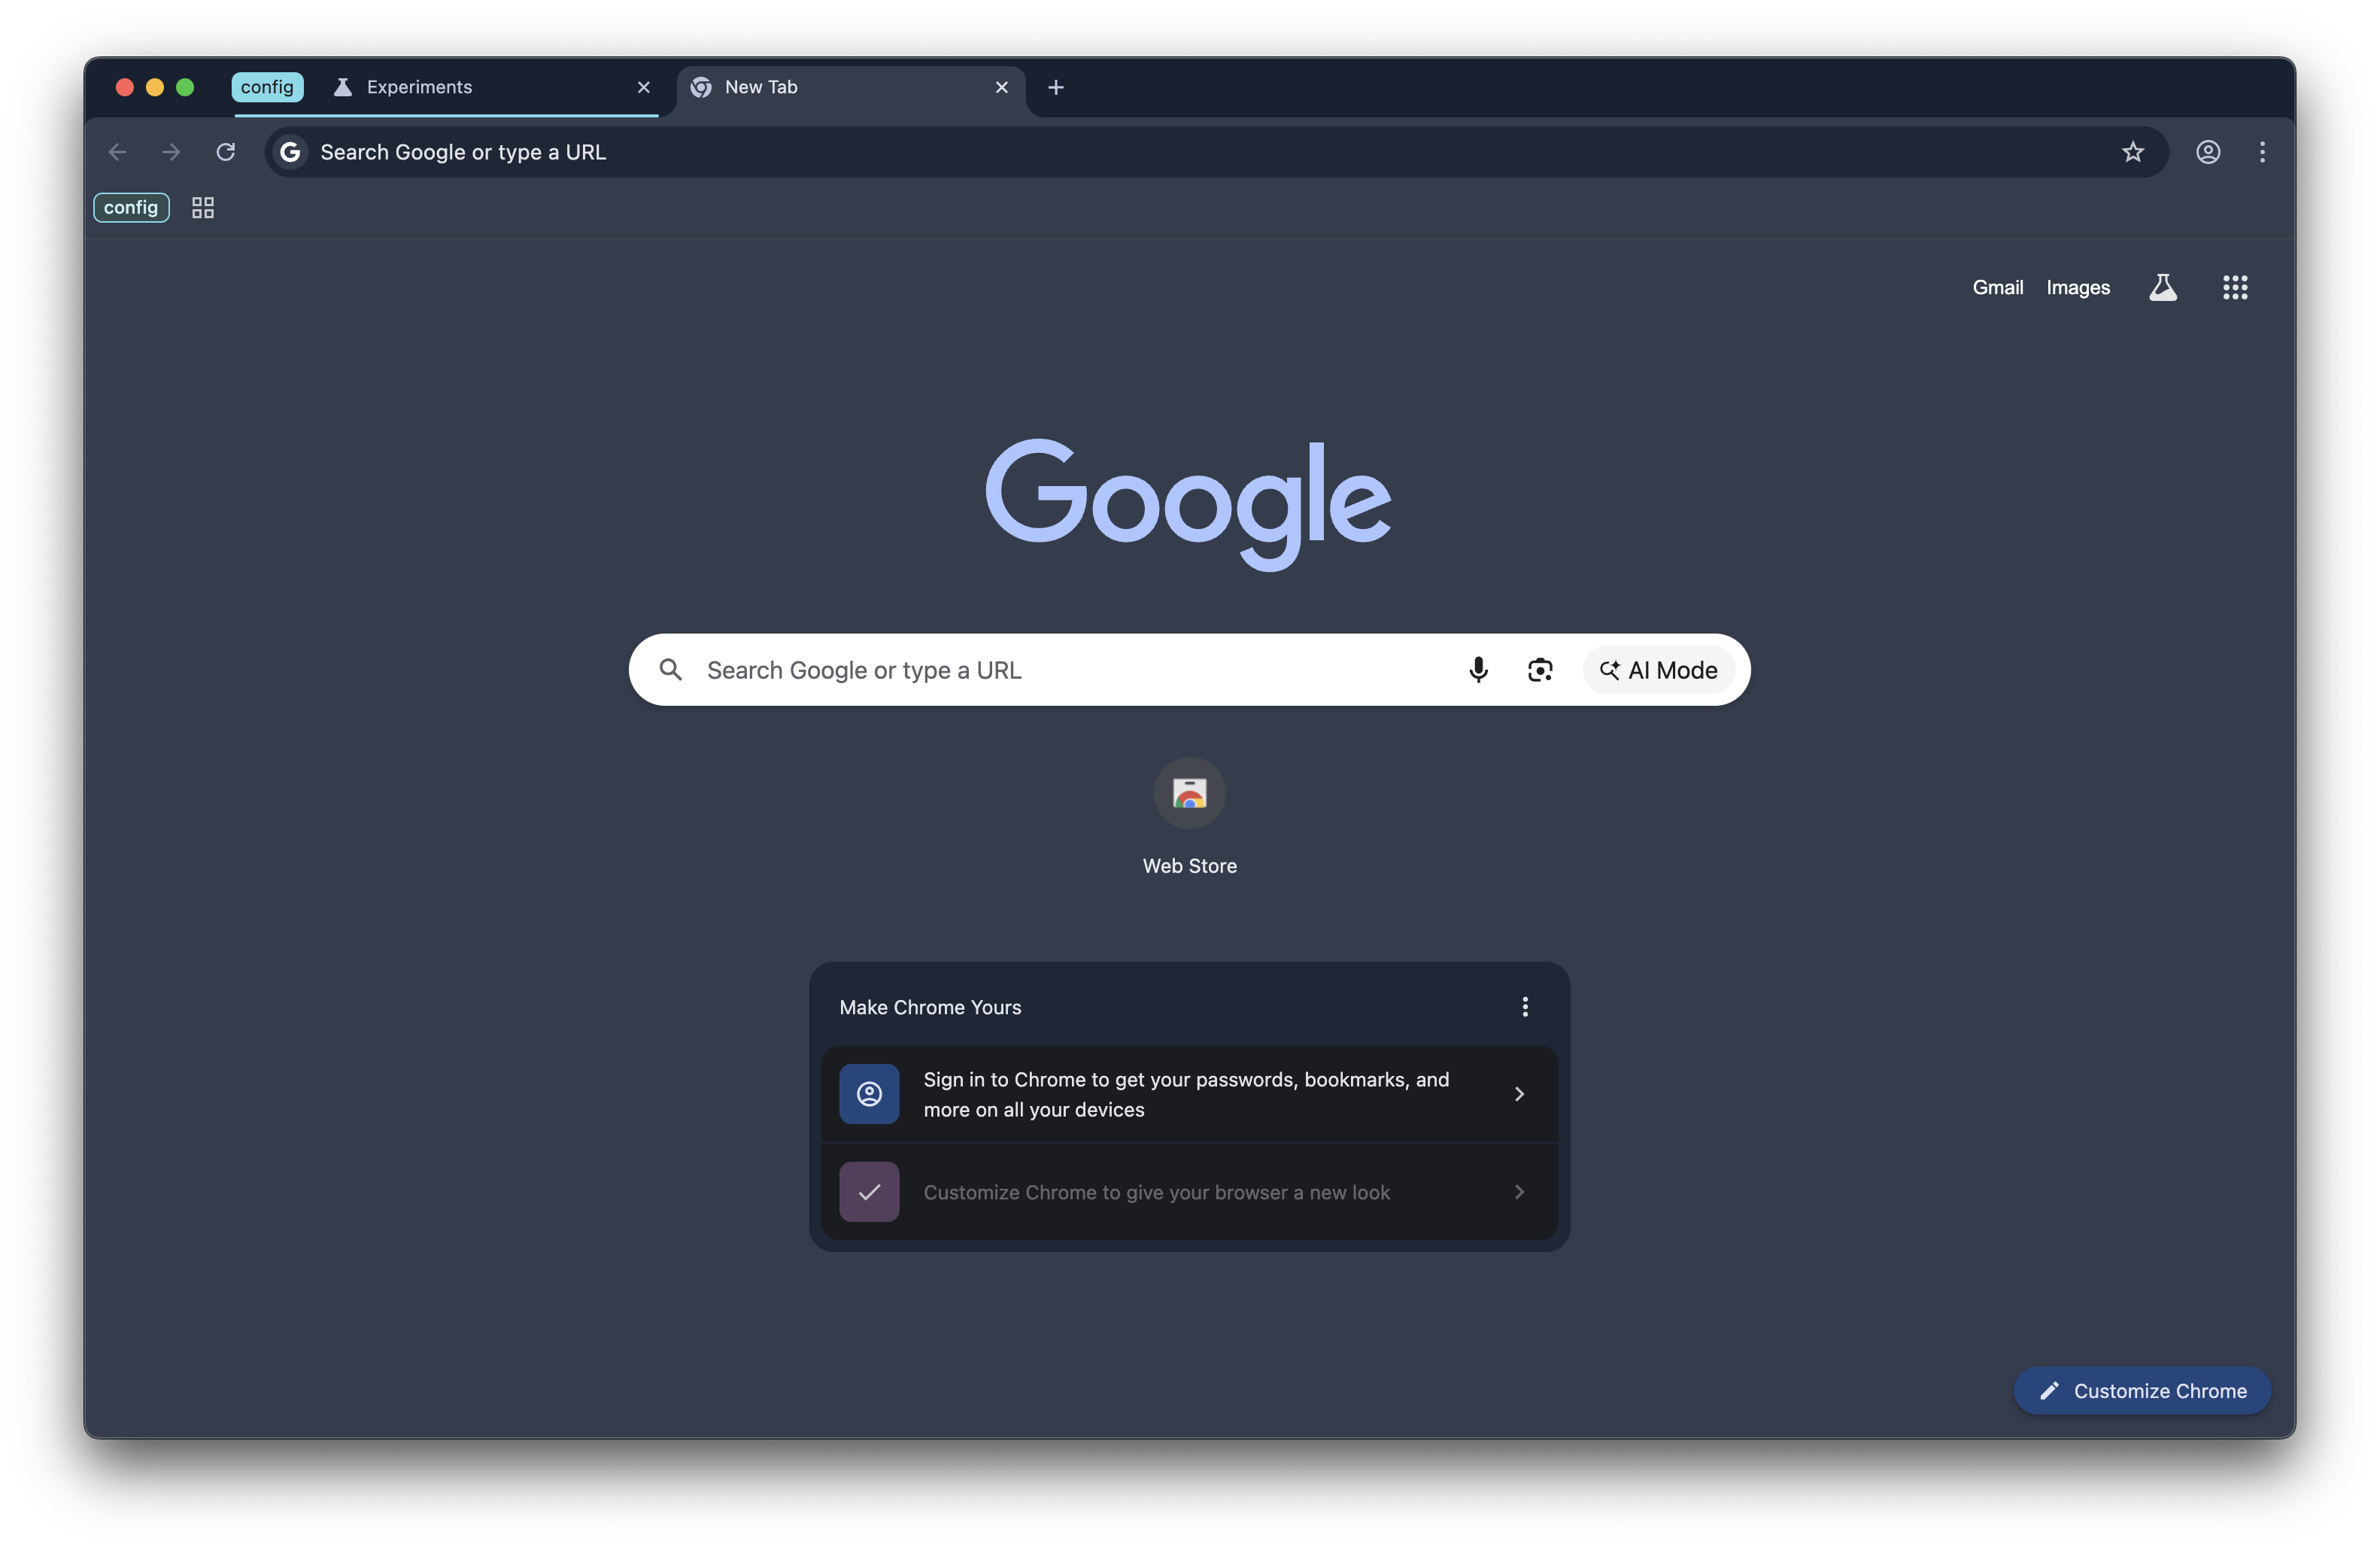 config Experiments New Tab
Search Google or type a URL
config
Gmail Images
Google
Search Google or type a URL AI Mode
Web Store
Make Chrome Yours
Sign in to Chrome to get your passwords, bookmarks, and
more on all your devices
Customize Chrome to give your browser a new look
Customize Chrome